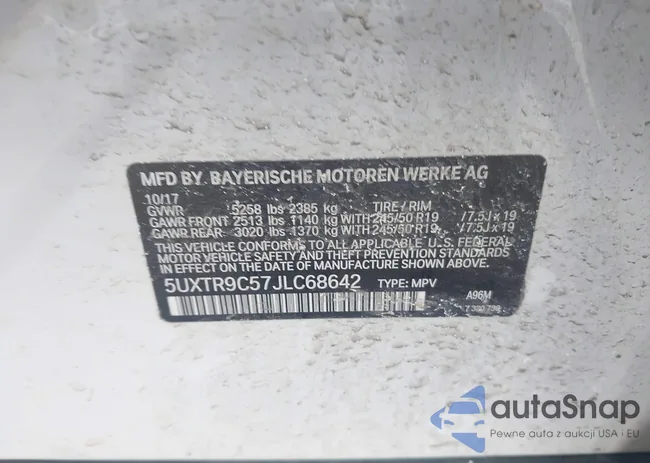 MFD BY BAYERISCHE MOTOREN WERKE AG
10/17
GVWR 5258 lbs 2385 kg TIRE / RIM
GAWR FRONT 2513 lbs 1140 kg WITH 245/50 R19 / 7.5J x 19
GAWR REAR 3020 lbs 1370 kg WITH 245/50 R19 / 7.5J x 19
THIS VEHICLE CONFORMS TO ALL APPLICABLE U.S. FEDERAL
MOTOR VEHICLE SAFETY AND THEFT PREVENTION STANDARDS
IN EFFECT ON THE DATE OF MANUFACTURE SHOWN ABOVE.
5UXTR9C57JLC68642 TYPE: MPV
A96M
autoSnap
Pewne auta z aukcji USA i EU